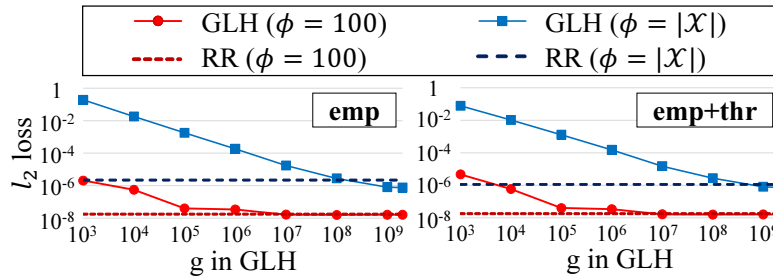 GLH (ϕ = 100) GLH (ϕ = |𝒳|)
RR (ϕ = 100) RR (ϕ = |𝒳|)
emp emp+thr
l₂ loss
1 1
10⁻² 10⁻²
10⁻⁴ 10⁻⁴
10⁻⁶ 10⁻⁶
10⁻⁸ 10⁻⁸
10³ 10⁴ 10⁵ 10⁶ 10⁷ 10⁸ 10⁹ 10³ 10⁴ 10⁵ 10⁶ 10⁷ 10⁸ 10⁹
g in GLH g in GLH